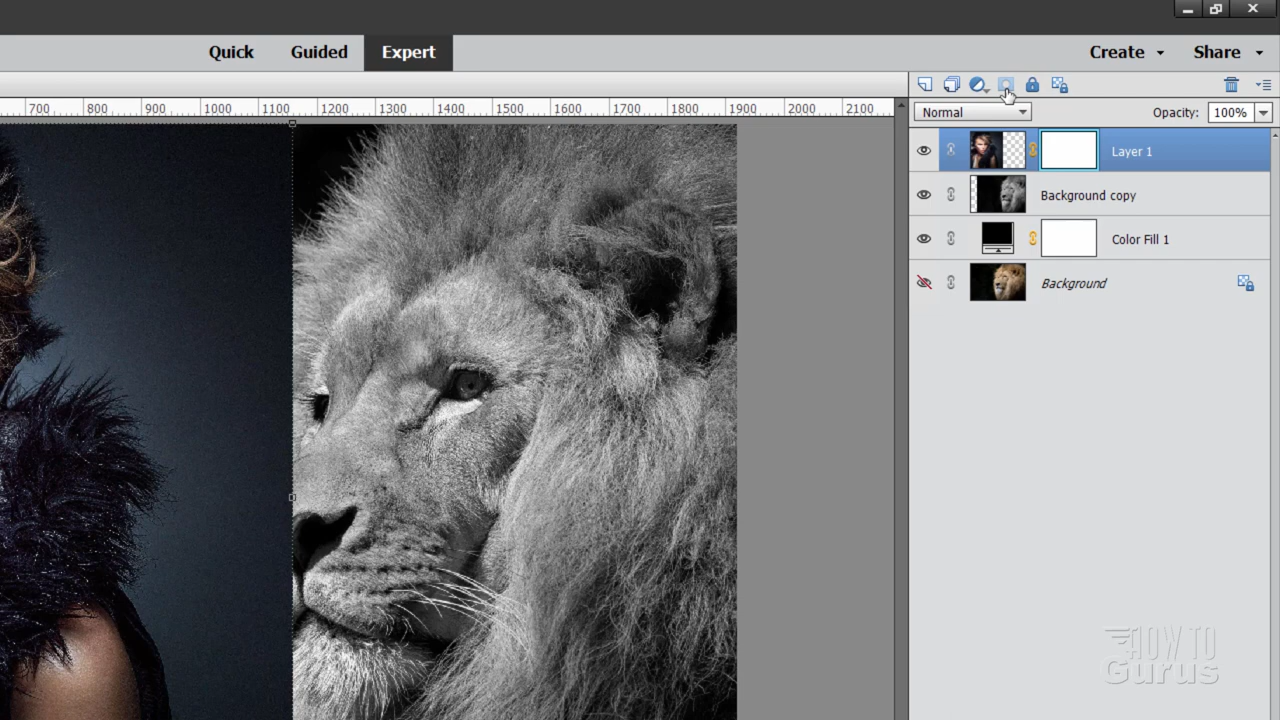 Quick Guided Expert Create Share
700 800 900 1000 1100 1200 1300 1400 1500 1600 1700 1800 1900 2000 2100
Normal Opacity: 100%
Layer 1
Background copy
Color Fill 1
Background
HOW TO
Gurus